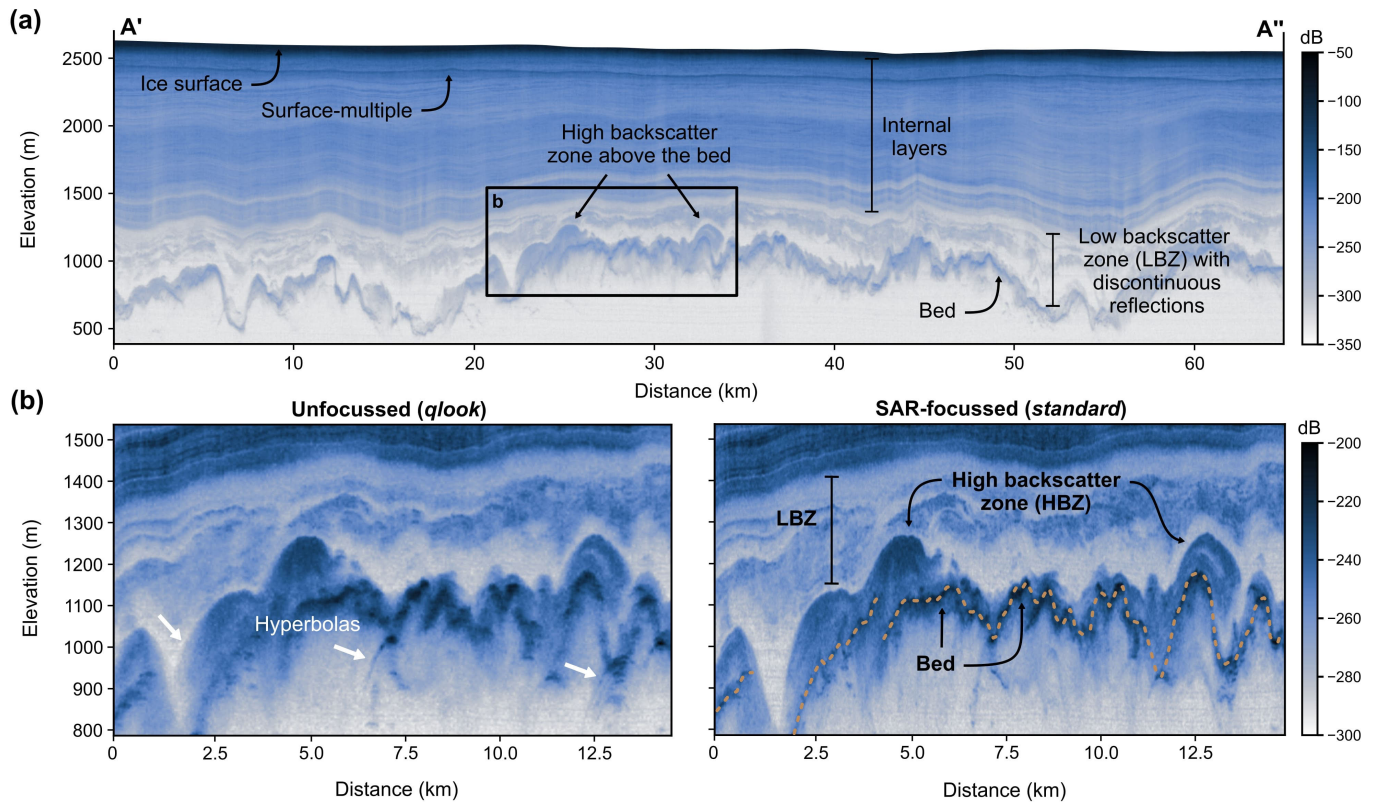 (a)
A'
A''
dB
2500
2000
1500
1000
500
Elevation (m)
Ice surface
Surface-multiple
High backscatter
zone above the bed
b
Internal
layers
Low backscatter
zone (LBZ) with
discontinuous
reflections
Bed
−50
−100
−150
−200
−250
−300
−350
0
10
20
30
40
50
60
Distance (km)
(b)
Unfocussed (qlook)
1500
1400
1300
1200
1100
1000
900
800
Elevation (m)
Hyperbolas
0
2.5
5.0
7.5
10.0
12.5
Distance (km)
SAR-focussed (standard)
High backscatter
zone (HBZ)
LBZ
Bed
0
2.5
5.0
7.5
10.0
12.5
Distance (km)
dB
−200
−220
−240
−260
−280
−300